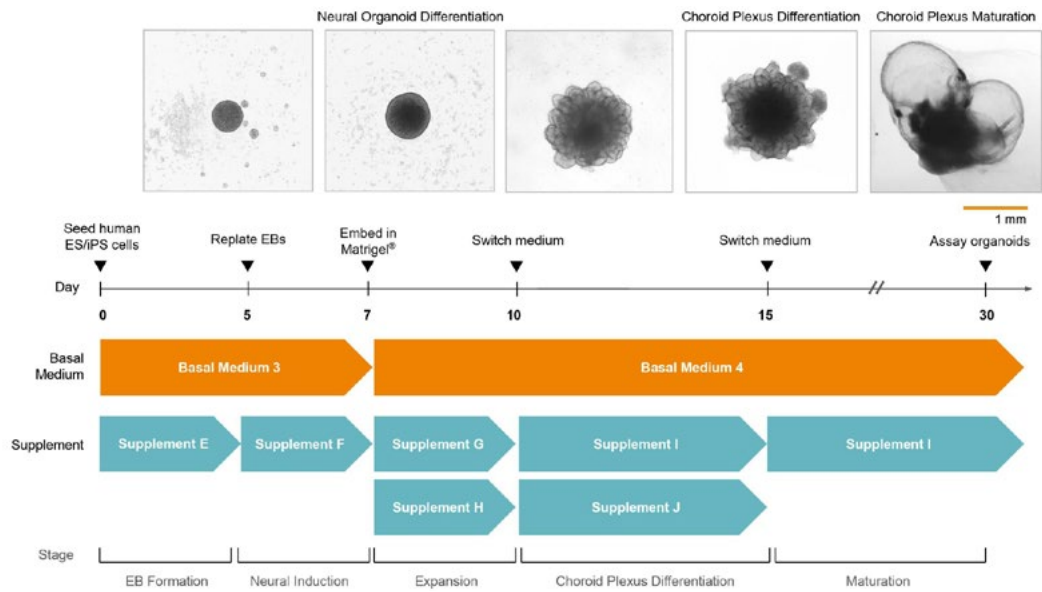 Neural Organoid Differentiation
Choroid Plexus Differentiation
Choroid Plexus Maturation
1 mm
Seed human
ES/iPS cells
Replate EBs
Embed in
Matrigel®
Switch medium
Switch medium
Assay organoids
Day
0
5
7
10
15
30
Basal
Medium
Basal Medium 3
Basal Medium 4
Supplement
Supplement E
Supplement F
Supplement G
Supplement I
Supplement I
Supplement H
Supplement J
Stage
EB Formation
Neural Induction
Expansion
Choroid Plexus Differentiation
Maturation